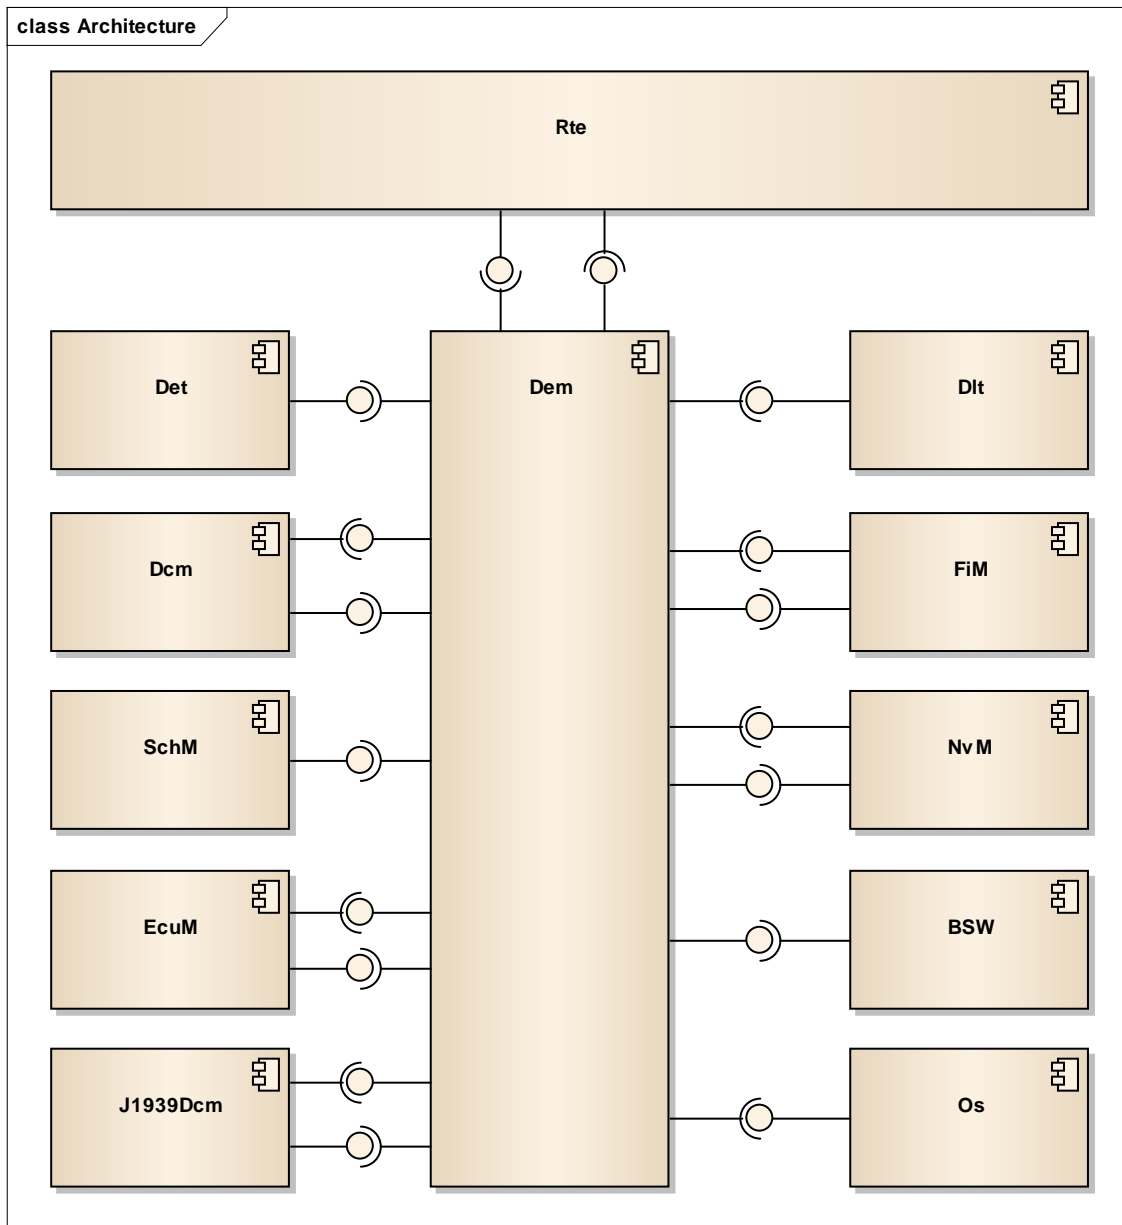 class Architecture
Rte
Det
Dem
Dlt
Dcm
FiM
SchM
NvM
EcuM
BSW
J1939Dcm
Os